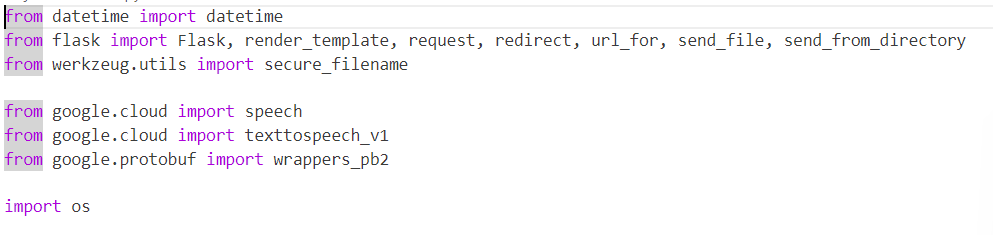 from datetime import datetime
from flask import Flask, render_template, request, redirect, url_for, send_file, send_from_directory
from werkzeug.utils import secure_filename
from google.cloud import speech
from google.cloud import texttospeech_v1
from google.protobuf import wrappers_pb2
import os